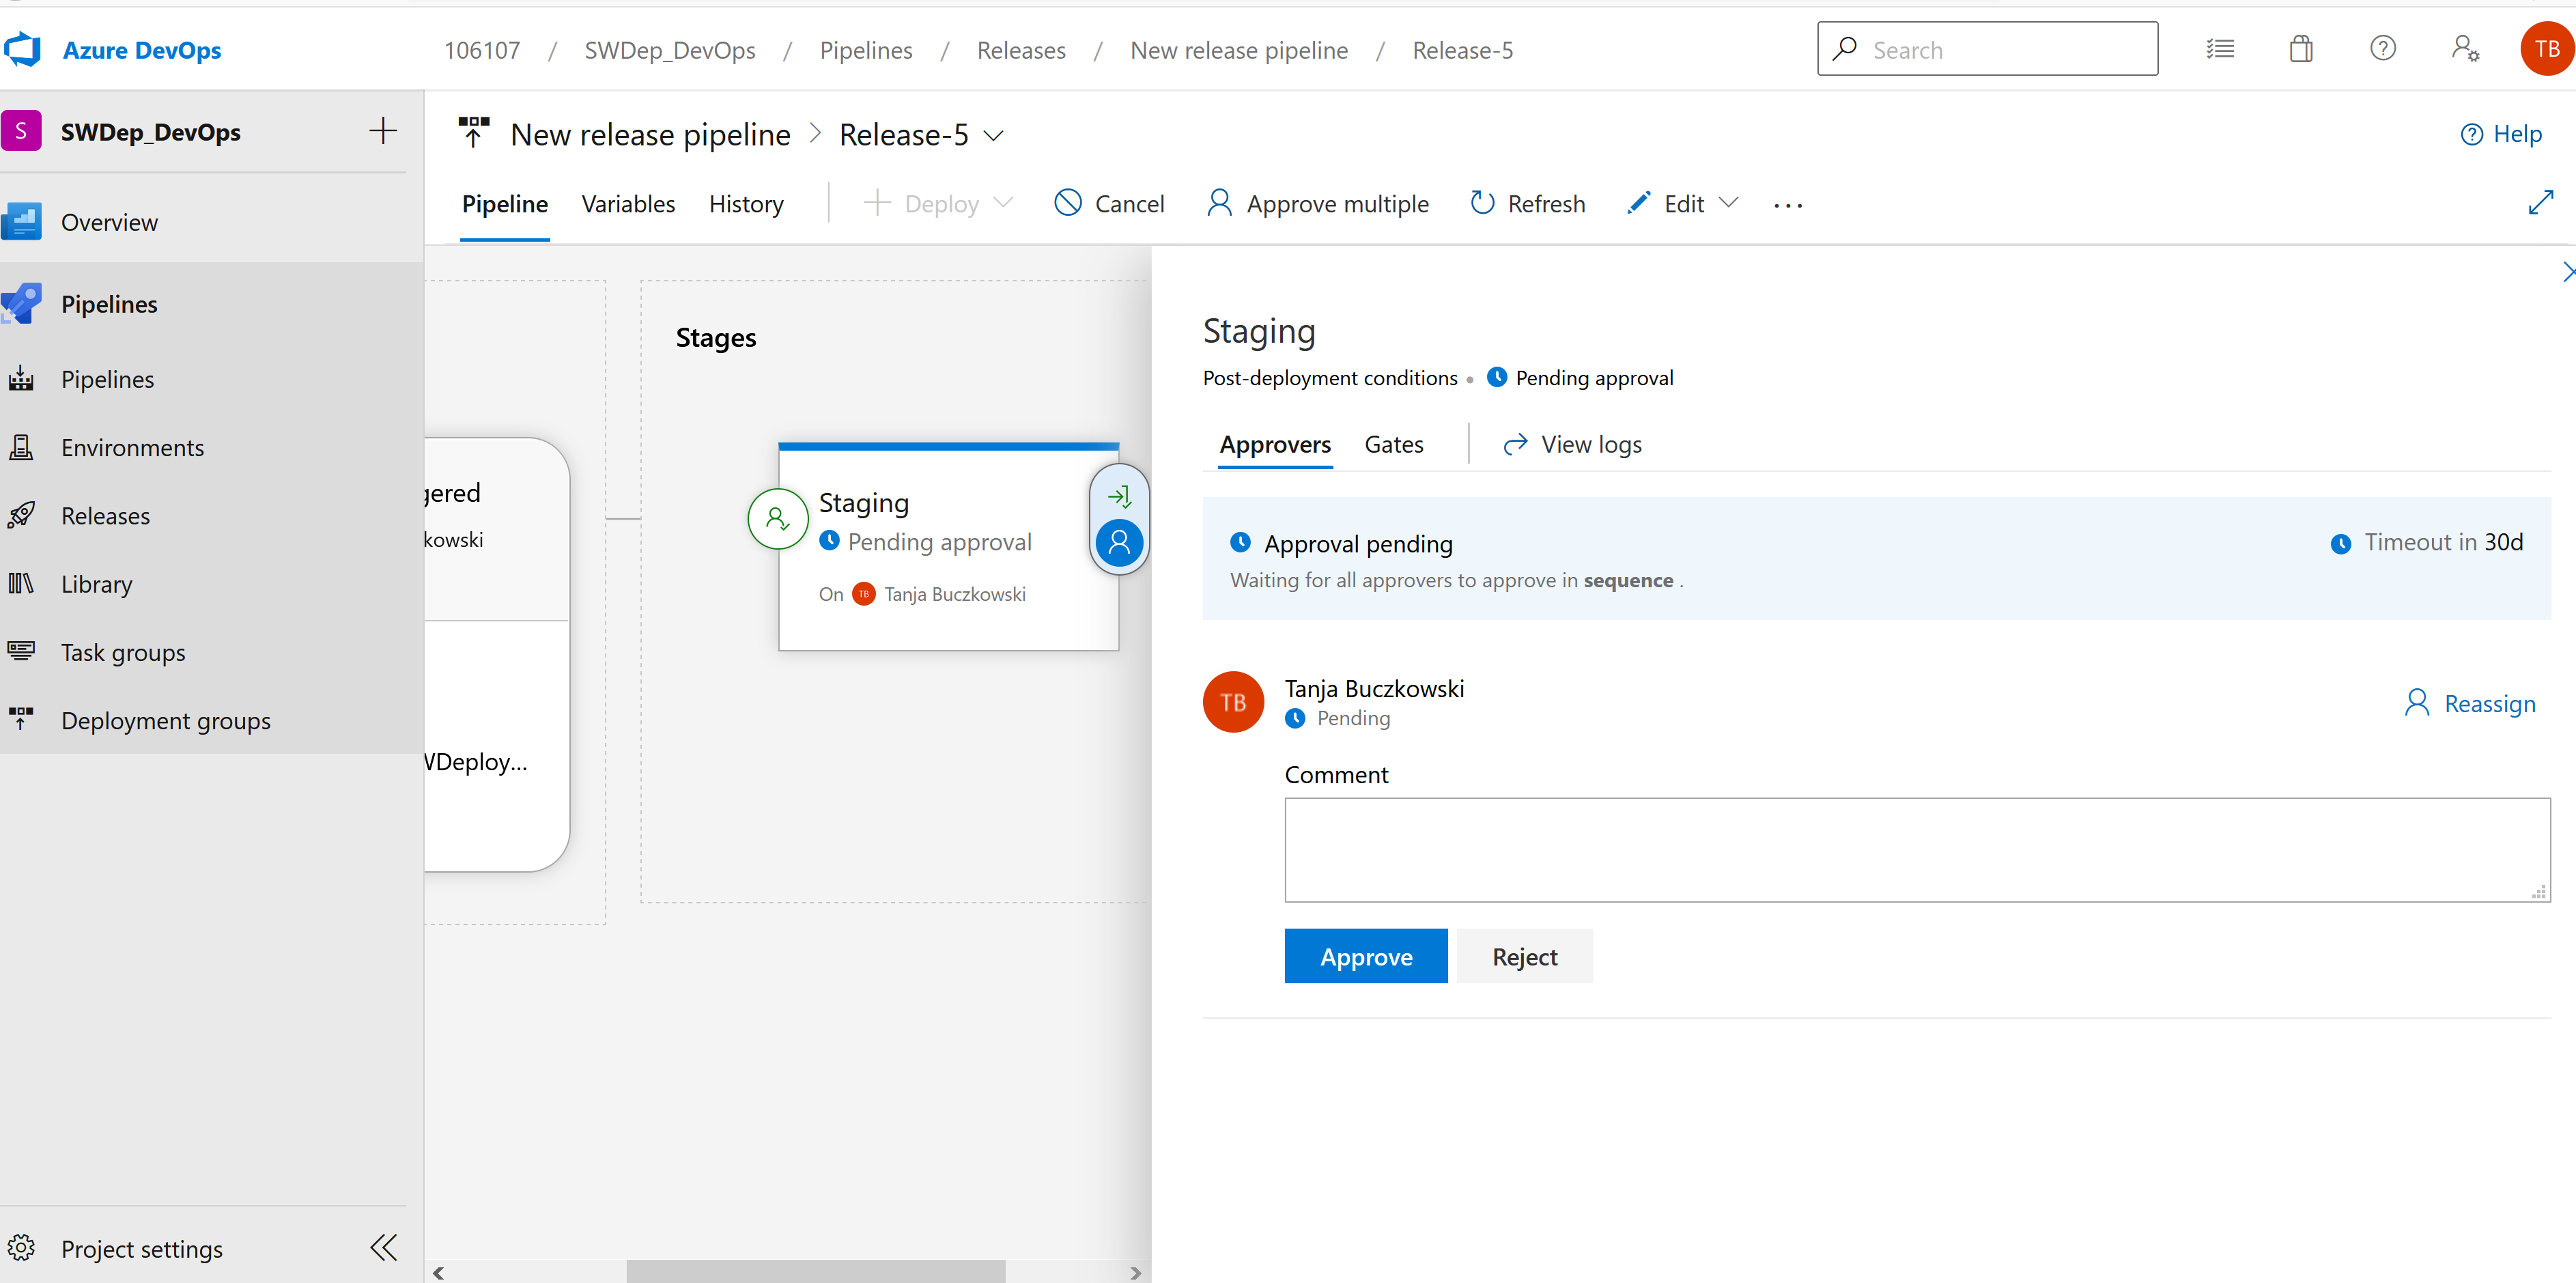 Azure DevOps
106107 / SWDep_DevOps / Pipelines / Releases / New release pipeline / Release-5
Search
TB
S SWDep_DevOps
Overview
Pipelines
Pipelines
Environments
Releases
Library
Task groups
Deployment groups
Project settings
New release pipeline > Release-5
Help
Pipeline Variables History Deploy Cancel Approve multiple Refresh Edit ...
gered
kowski
WDeploy...
Stages
Staging
Pending approval
On TB Tanja Buczkowski
Staging
Post-deployment conditions • Pending approval
Approvers Gates View logs
Approval pending
Timeout in 30d
Waiting for all approvers to approve in sequence .
TB Tanja Buczkowski
Pending
Reassign
Comment
Approve Reject